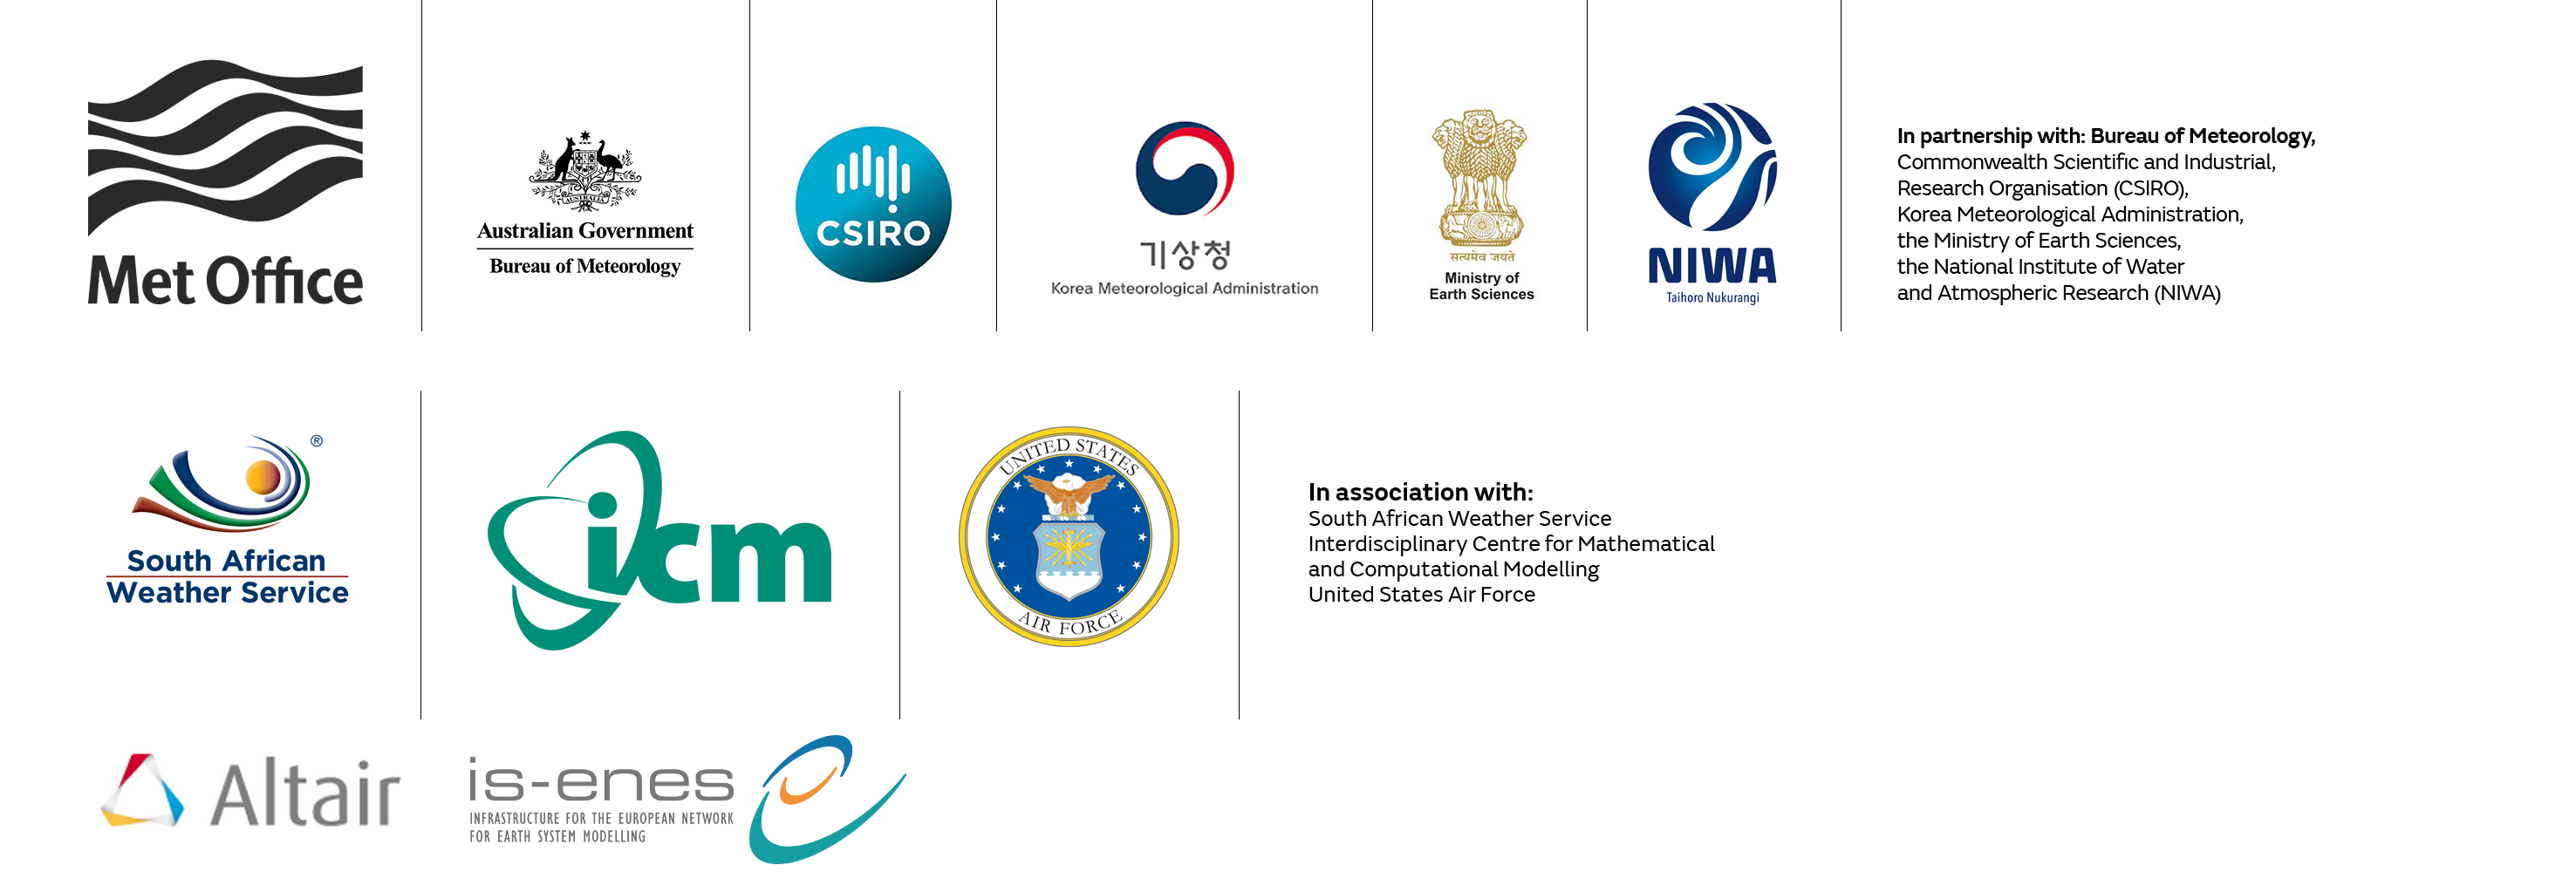 Met Office
AUSTRALIA
Australian Government
Bureau of Meteorology
CSIRO
기상청
Korea Meteorological Administration
सत्यमेव जयते
Ministry of
Earth Sciences
NIWA
Taihoro Nukurangi
In partnership with: Bureau of Meteorology,
Commonwealth Scientific and Industrial,
Research Organisation (CSIRO),
Korea Meteorological Administration,
the Ministry of Earth Sciences,
the National Institute of Water
and Atmospheric Research (NIWA)
®
South African
Weather Service
icm
UNITED STATES
AIR FORCE
In association with:
South African Weather Service
Interdisciplinary Centre for Mathematical
and Computational Modelling
United States Air Force
Altair
is-enes
INFRASTRUCTURE FOR THE EUROPEAN NETWORK
FOR EARTH SYSTEM MODELLING